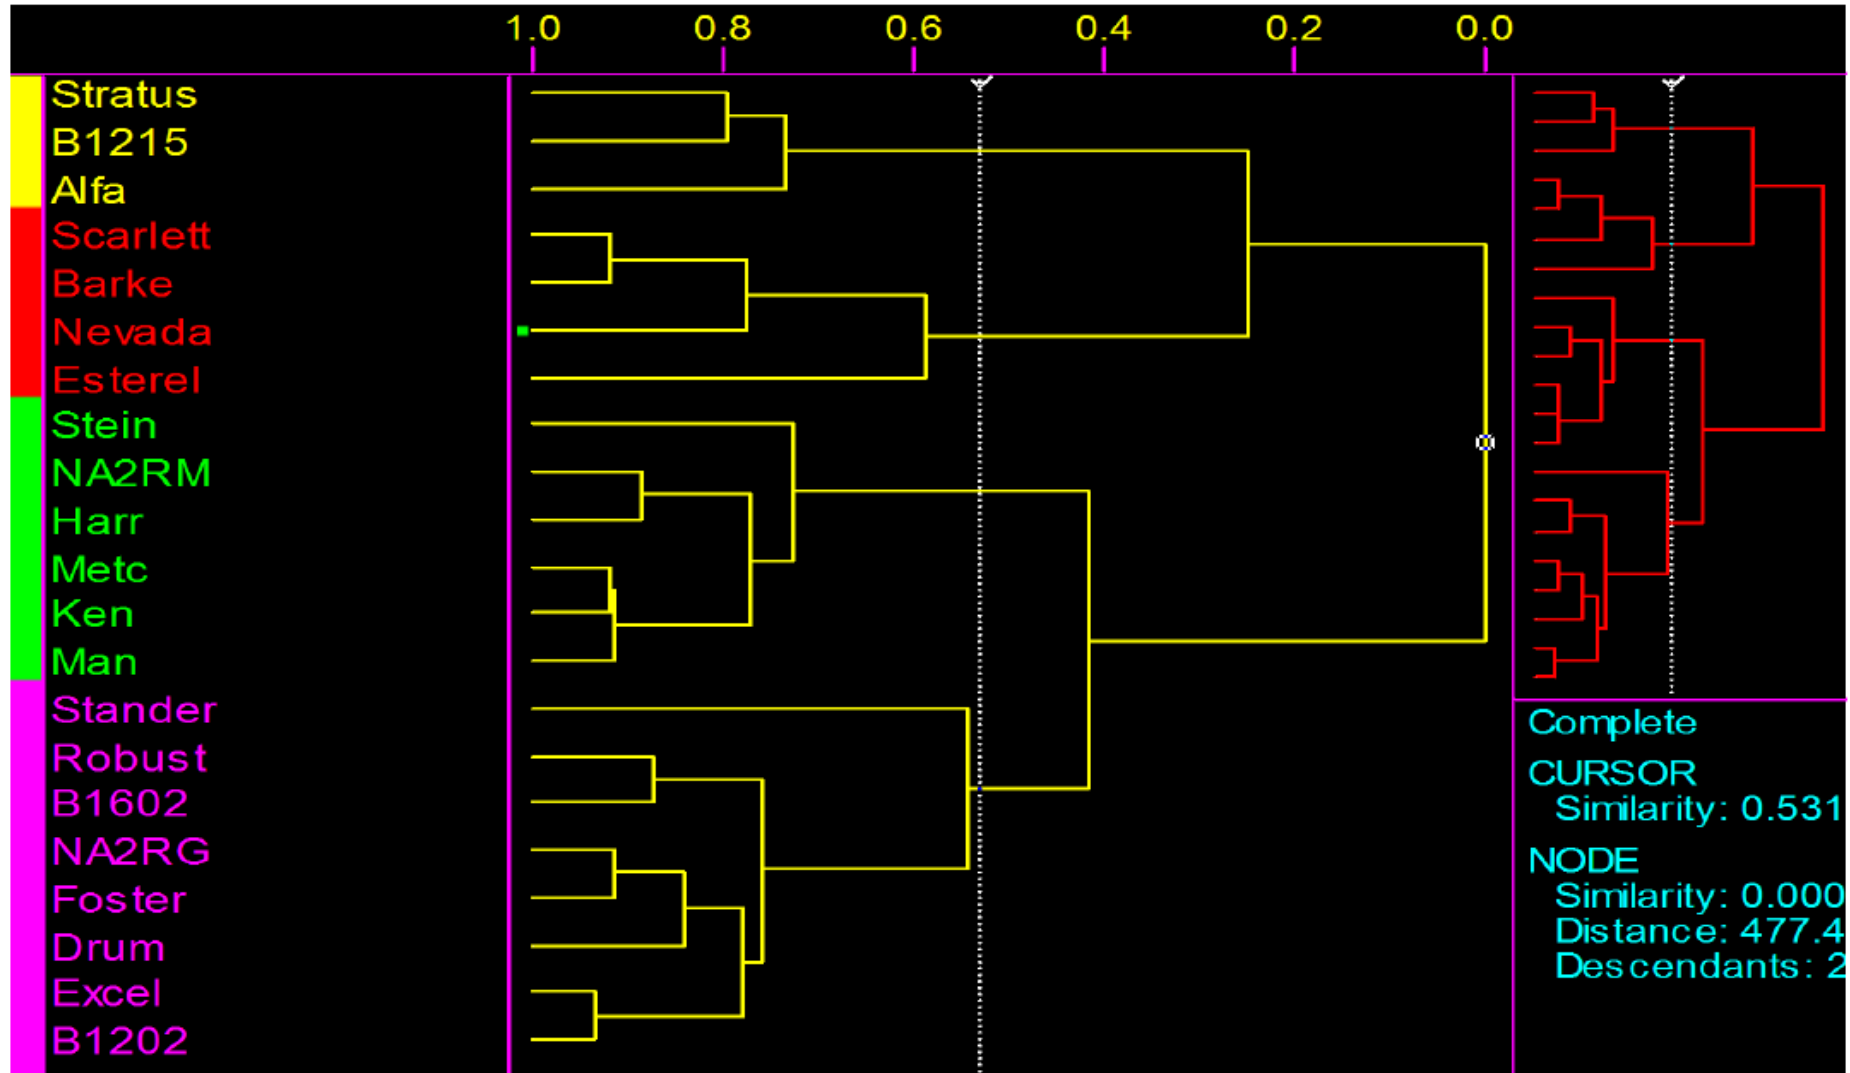 1.0 0.8 0.6 0.4 0.2 0.0
Stratus
B1215
Alfa
Scarlett
Barke
Nevada
Esterel
Stein
NA2RM
Harr
Metc
Ken
Man
Stander
Robust
B1602
NA2RG
Foster
Drum
Excel
B1202
Complete
CURSOR
Similarity: 0.531
NODE
Similarity: 0.000
Distance: 477.4
Descendants: 2